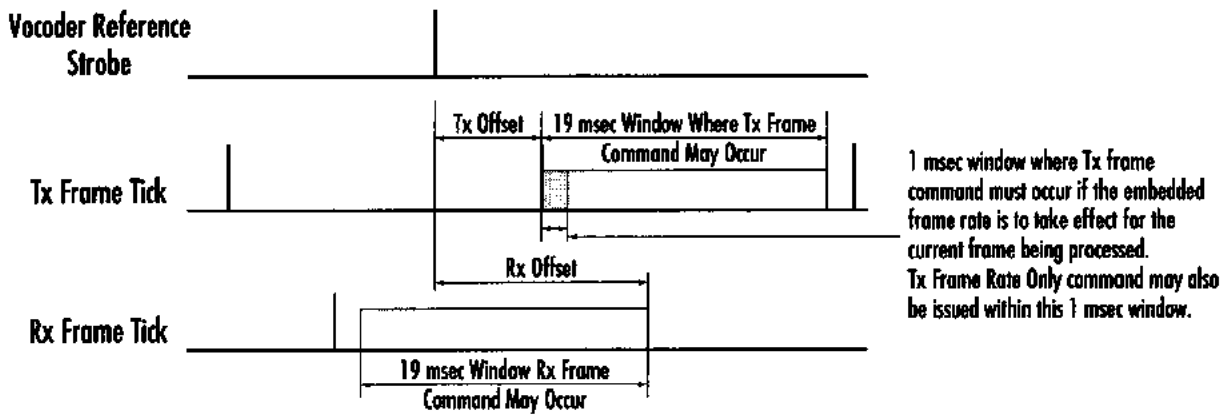 Vocoder Reference
Strobe
Tx Offset
19 msec Window Where Tx Frame
Command May Occur
Tx Frame Tick
1 msec window where Tx frame
command must occur if the embedded
frame rate is to take effect for the
current frame being processed.
Tx Frame Rate Only command may also
be issued within this 1 msec window.
Rx Offset
Rx Frame Tick
19 msec Window Rx Frame
Command May Occur